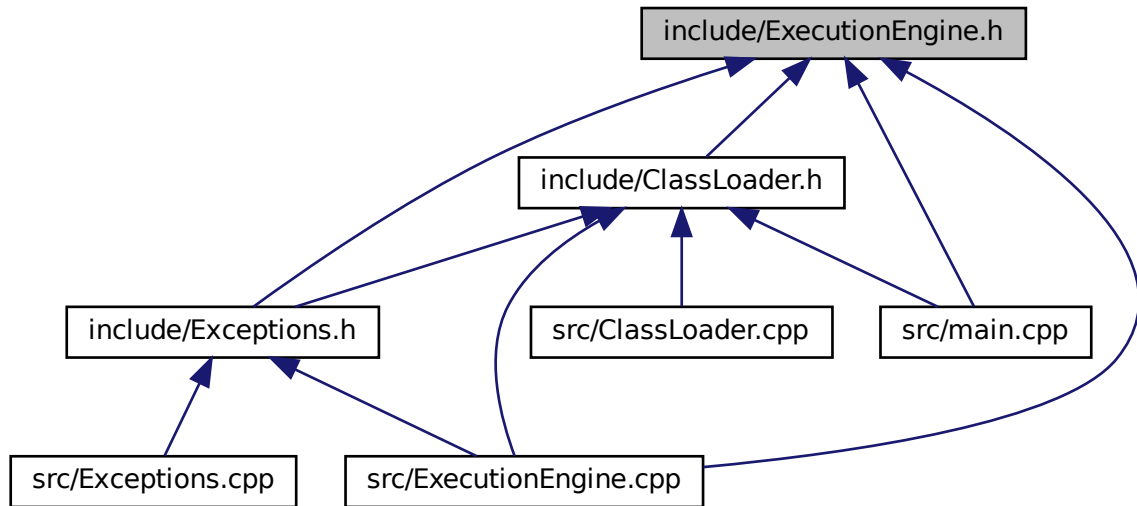 include/ExecutionEngine.h
include/ClassLoader.h
include/Exceptions.h
src/ClassLoader.cpp
src/main.cpp
src/Exceptions.cpp
src/ExecutionEngine.cpp